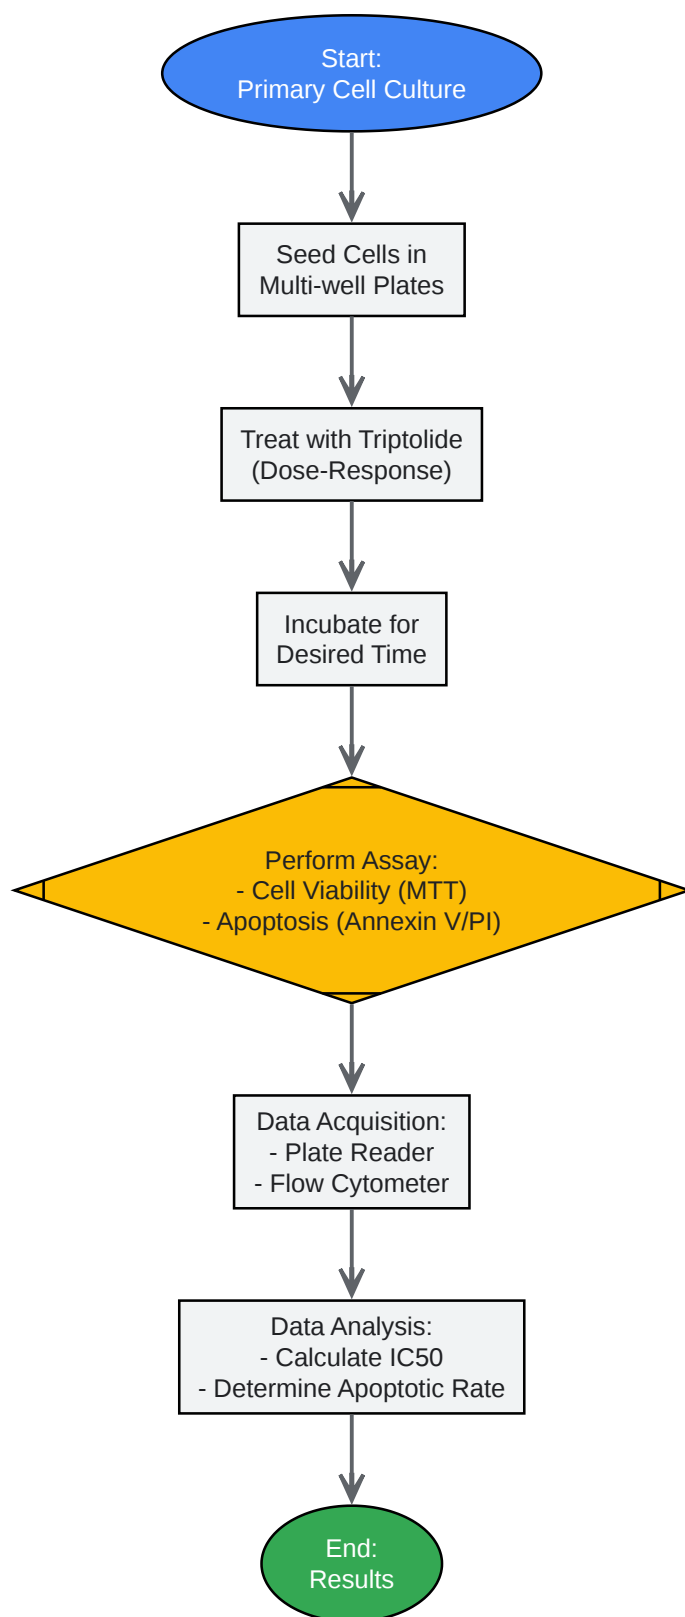 Start:
Primary Cell Culture
Seed Cells in
Multi-well Plates
Treat with Triptolide
(Dose-Response)
Incubate for
Desired Time
Perform Assay:
- Cell Viability (MTT)
- Apoptosis (Annexin V/PI)
Data Acquisition:
- Plate Reader
- Flow Cytometer
Data Analysis:
- Calculate IC50
- Determine Apoptotic Rate
End:
Results